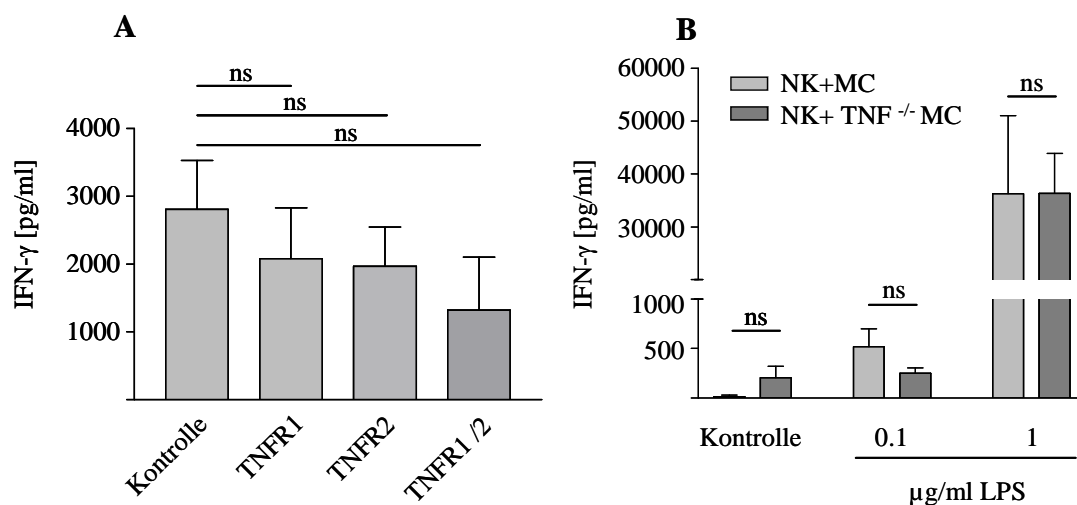 A
ns
ns
ns
4000
3000
2000
1000
IFN-γ [pg/ml]
Kontrolle
TNFR1
TNFR2
TNFR1 /2
B
NK+MC
NK+ TNF -/- MC
60000
50000
40000
30000
1000
500
IFN-γ [pg/ml]
ns
ns
ns
Kontrolle
0.1
1
µg/ml LPS